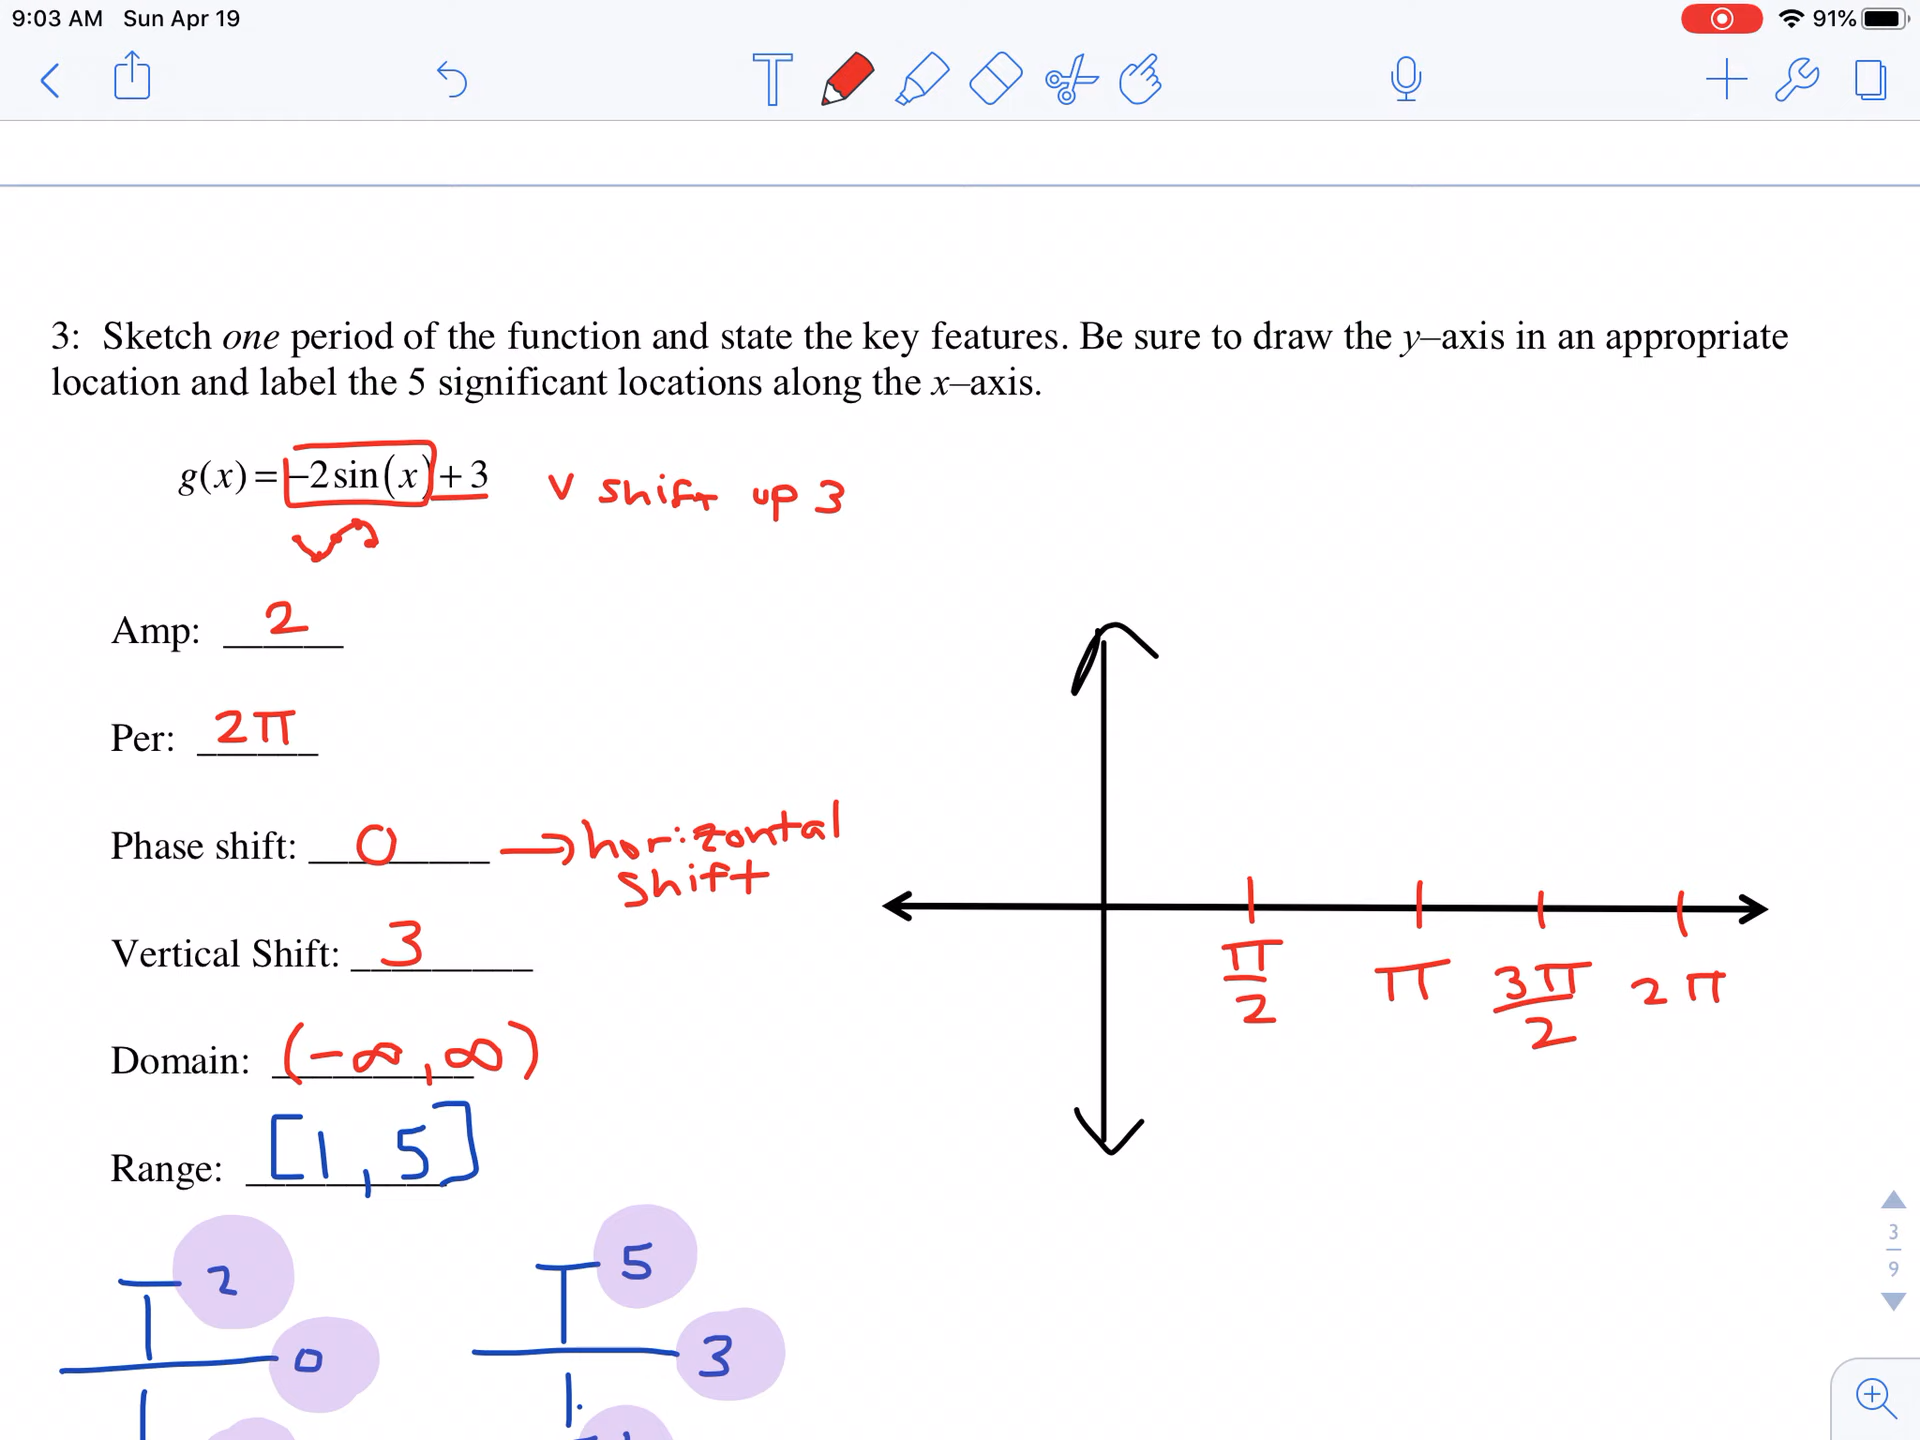 9:03 AM Sun Apr 19
91%
3: Sketch one period of the function and state the key features. Be sure to draw the y–axis in an appropriate
location and label the 5 significant locations along the x–axis.
g(x)=−2sin(x)+3 V shift up 3
Amp: 2
Per: 2π
Phase shift: 0 → horizontal
shift
Vertical Shift: 3
π/2 π 3π/2 2π
Domain: (-∞,∞)
Range: [1,5]
2 5
0 3
3
9